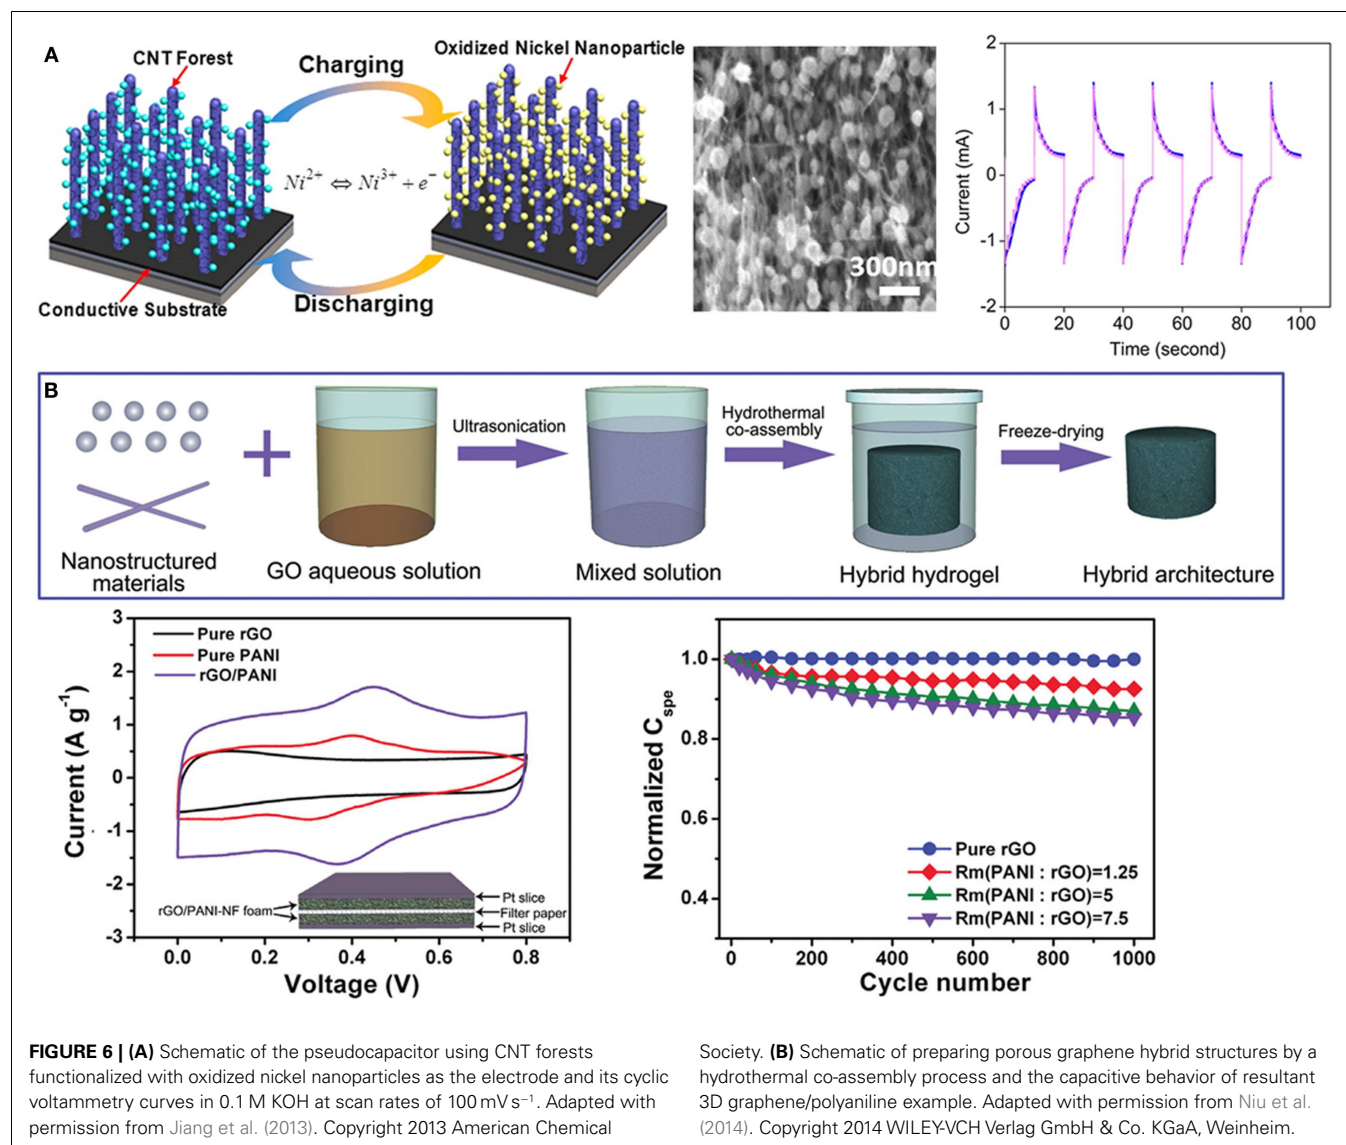 A
CNT Forest
Oxidized Nickel Nanoparticle
Charging
Ni²⁺ ⇔ Ni³⁺ + e⁻
Discharging
Conductive Substrate
300nm
Current (mA)
2
1
0
-1
-2
0
20
40
60
80
100
Time (second)
B
Nanostructured
materials
+
GO aqueous solution
Ultrasonication
Mixed solution
Hydrothermal
co-assembly
Hybrid hydrogel
Freeze-drying
Hybrid architecture
Current (A g⁻¹)
3
2
1
0
-1
-2
-3
Pure rGO
Pure PANI
rGO/PANI
rGO/PANI-NF foam
Pt slice
Filter paper
Pt slice
0.0
0.2
0.4
0.6
0.8
Voltage (V)
Normalized C_spe
1.0
0.8
0.6
0.4
Pure rGO
Rm(PANI : rGO)=1.25
Rm(PANI : rGO)=5
Rm(PANI : rGO)=7.5
0
200
400
600
800
1000
Cycle number
FIGURE 6 | (A) Schematic of the pseudocapacitor using CNT forests
functionalized with oxidized nickel nanoparticles as the electrode and its cyclic
voltammetry curves in 0.1 M KOH at scan rates of 100 mV s⁻¹. Adapted with
permission from Jiang et al. (2013). Copyright 2013 American Chemical
Society. (B) Schematic of preparing porous graphene hybrid structures by a
hydrothermal co-assembly process and the capacitive behavior of resultant
3D graphene/polyaniline example. Adapted with permission from Niu et al.
(2014). Copyright 2014 WILEY-VCH Verlag GmbH & Co. KGaA, Weinheim.